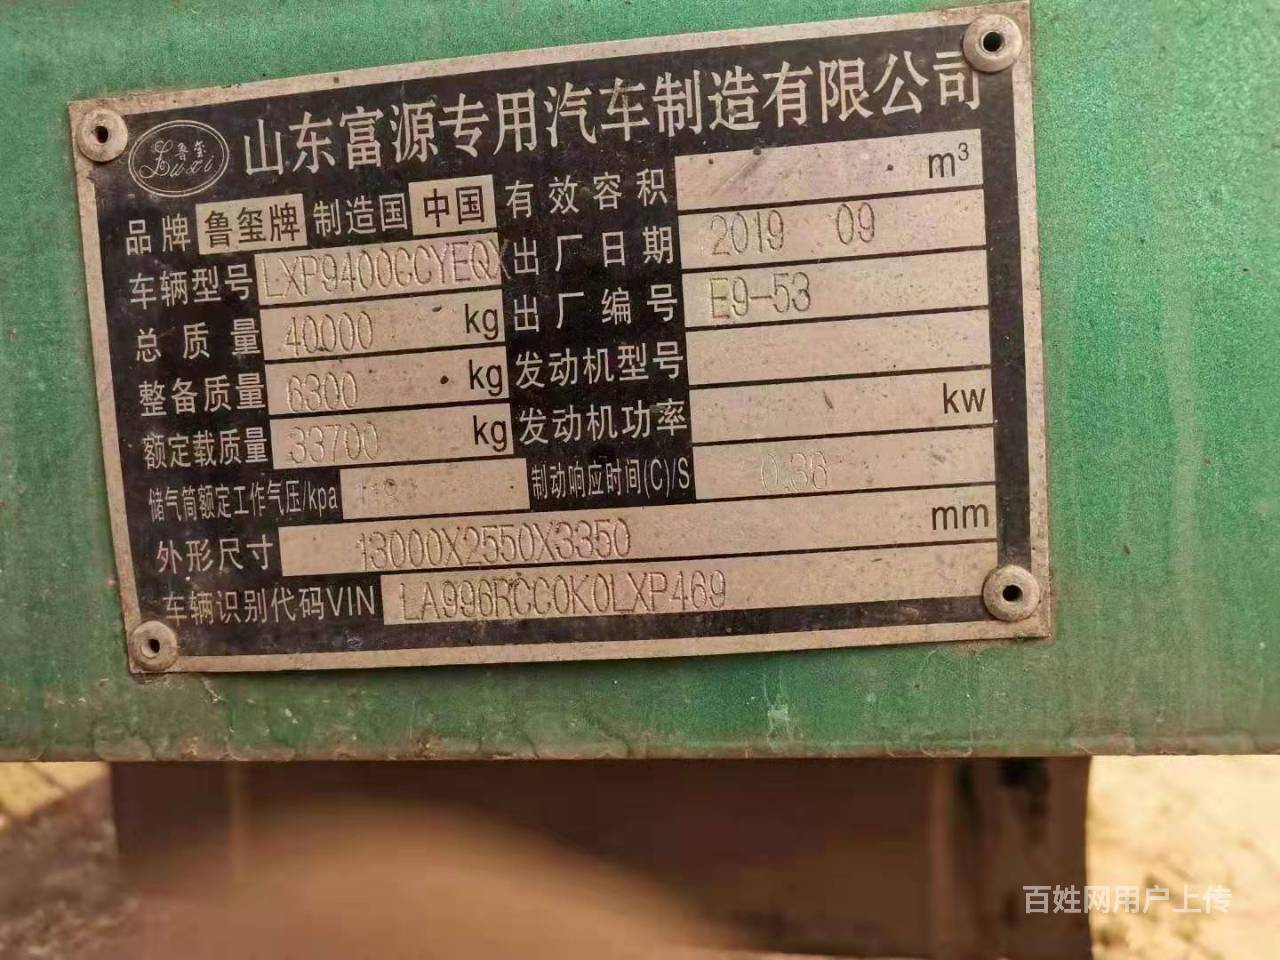 鲁玺
Luxi
山东富源专用汽车制造有限公司
品牌 鲁玺牌 制造国 中国 有效容积 m³
车辆型号 LXP9400GCYEQX 出厂日期 2019 09
总质量 40000 kg 出厂编号 E9-53
整备质量 6300 kg 发动机型号
额定载质量 33700 kg 发动机功率 kw
储气筒额定工作气压/kpa 制动响应时间(C)/S 0.36
外形尺寸 13000X2550X3350 mm
车辆识别代码VIN LA996RCC0K0LXP469
百姓网用户上传